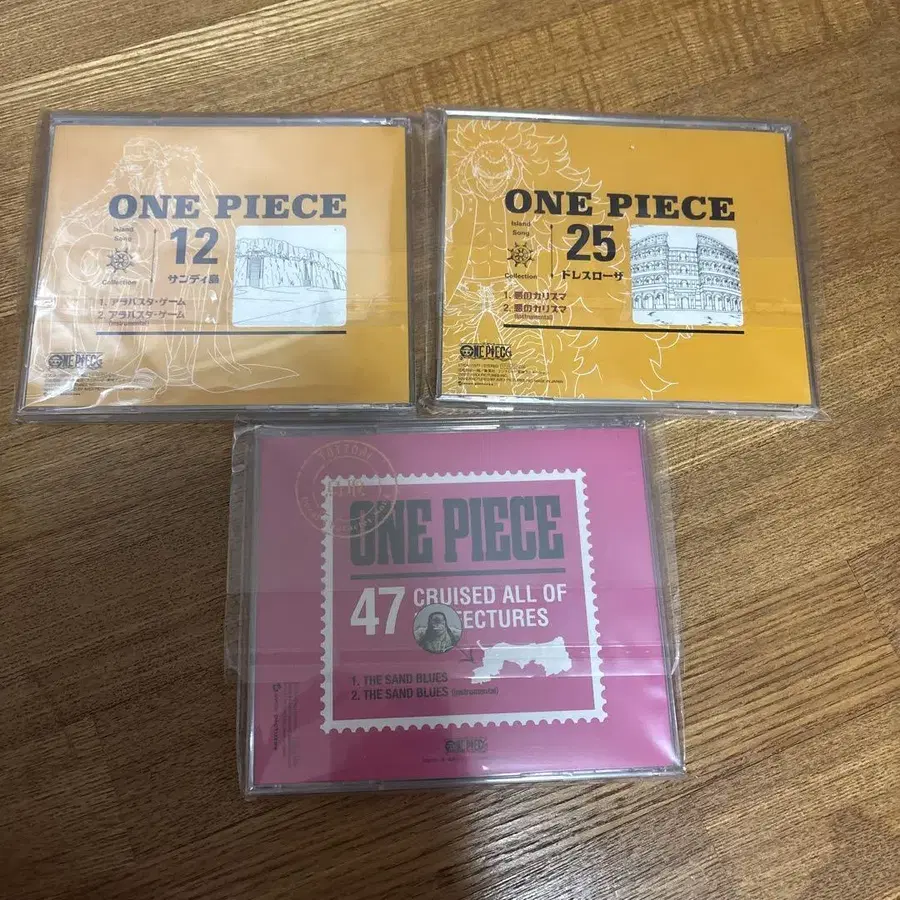 ONE PIECE
Island
Song
Collection
12
サンディ島
1. アラバスタ・ゲーム
2. アラバスタ・ゲーム
(Instrumental)
ONE PIECE
ONE PIECE
Island
Song
Collection
25
ドレスローザ
1. 悪のカリスマ
2. 悪のカリスマ
(Instrumental)
ONE PIECE
TOTTORI
ONE PIECE
47 CRUISED ALL OF
1. THE SAND BLUES
2. THE SAND BLUES (Instrumental)
ONE PIECE